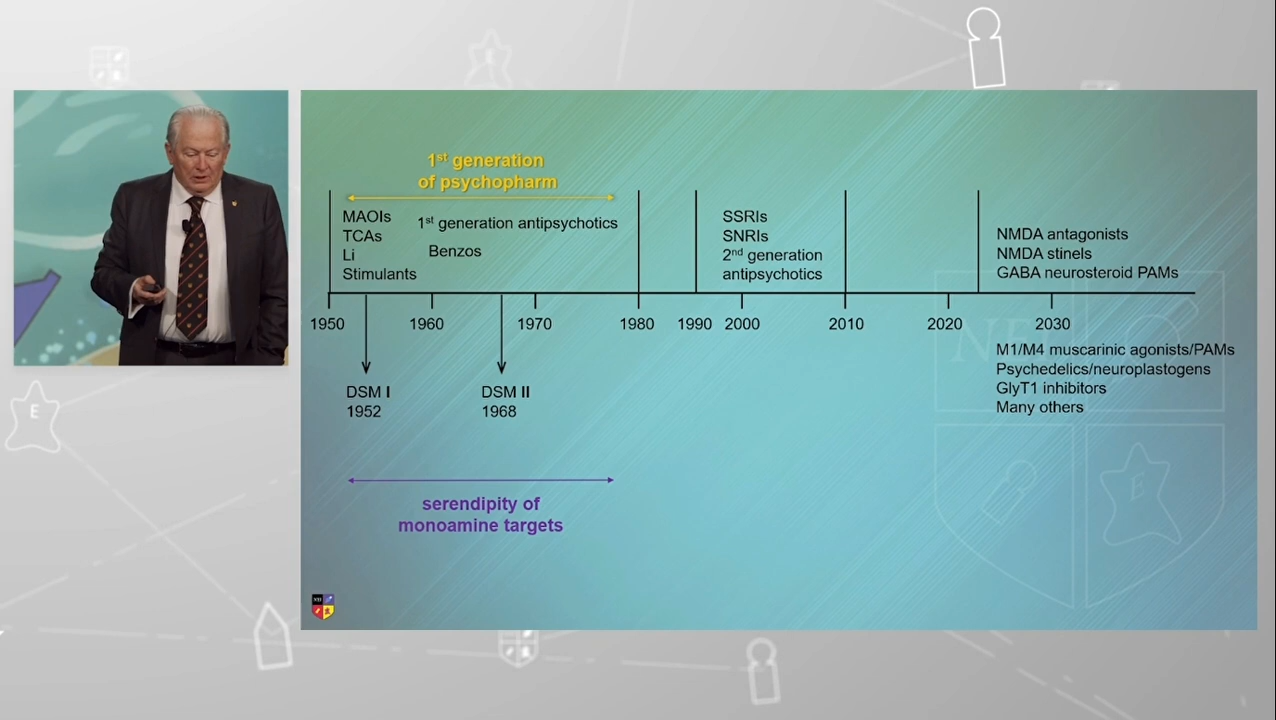 1st generation
of psychopharm
MAOIs
TCAs
Li
Stimulants
1st generation antipsychotics
Benzos
SSRIs
SNRIs
2nd generation
antipsychotics
NMDA antagonists
NMDA stinels
GABA neurosteroid PAMs
1950 1960 1970 1980 1990 2000 2010 2020 2030
DSM I
1952
DSM II
1968
M1/M4 muscarinic agonists/PAMs
Psychedelics/neuroplastogens
GlyT1 inhibitors
Many others
serendipity of
monoamine targets
NEI
E
E